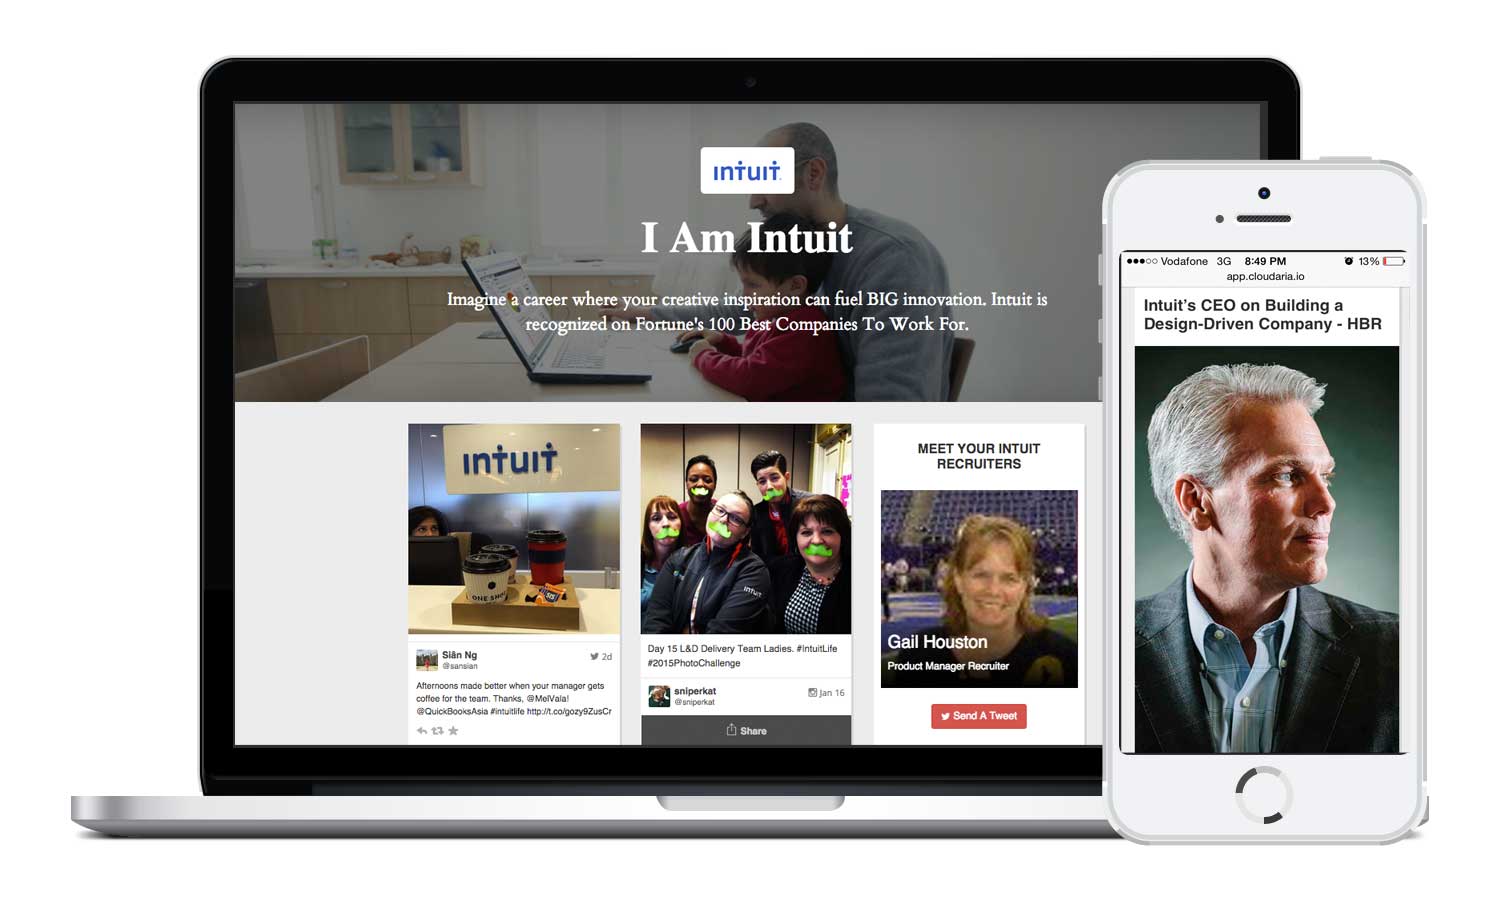 intuit
I Am Intuit
Imagine a career where your creative inspiration can fuel BIG innovation. Intuit is
recognized on Fortune's 100 Best Companies To Work For.
intuit
ONE SHO
SIS
Siân Ng
@sansian
2d
Afternoons made better when your manager gets
coffee for the team. Thanks, @MelVala!
@QuickBooksAsia #intuitlife http://t.co/gozy9ZusCr
intuit
Day 15 L&D Delivery Team Ladies. #IntuitLife
#2015PhotoChallenge
sniperkat
@sniperkat
Jan 16
Share
MEET YOUR INTUIT
RECRUITERS
Gail Houston
Product Manager Recruiter
Send A Tweet
Vodafone 3G 8:49 PM 13%
app.cloudaria.io
Intuit’s CEO on Building a
Design-Driven Company - HBR